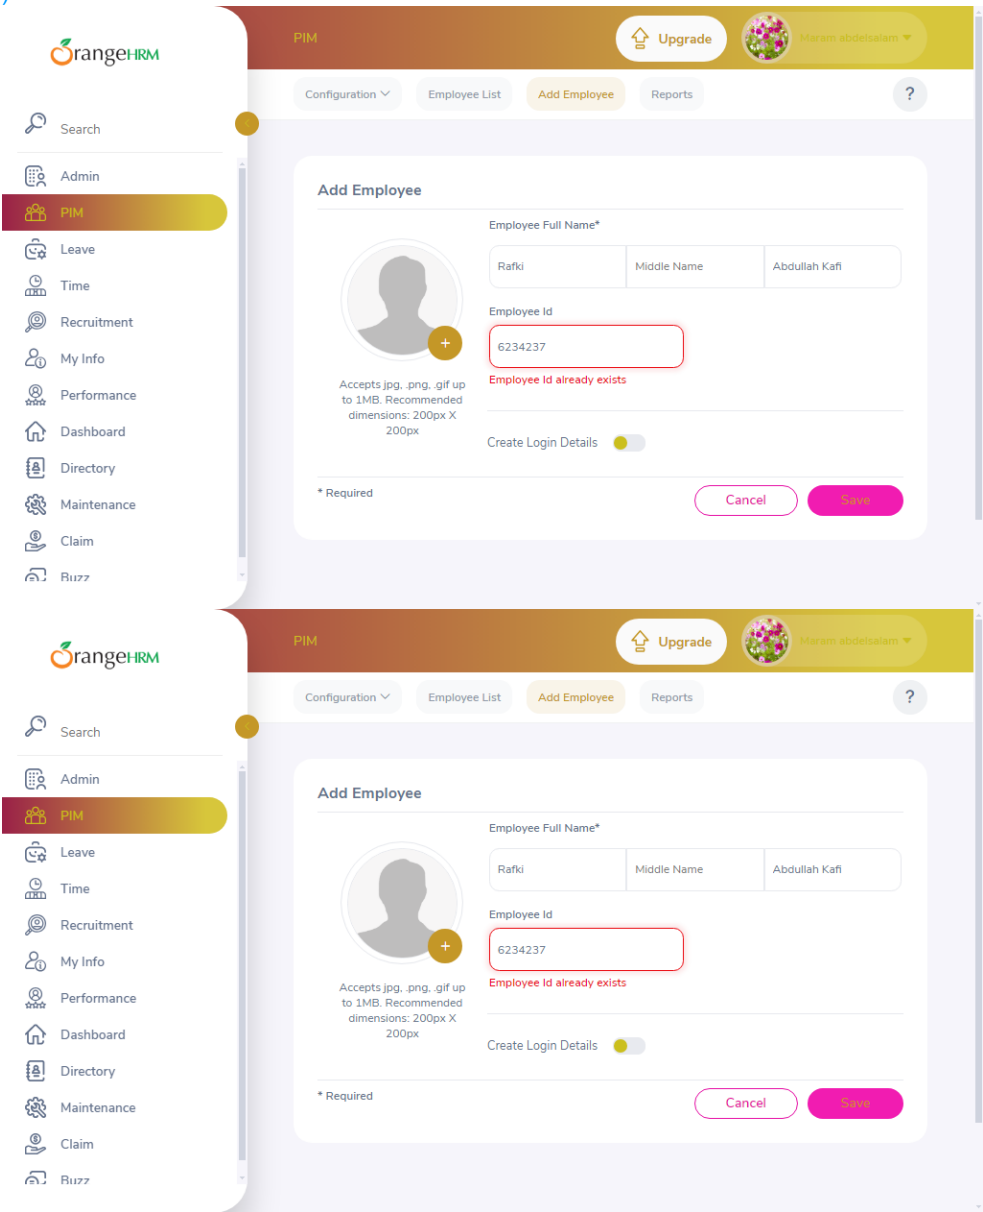 )
OrangeHRM
PIM
Upgrade
Maram abdelsalam
Configuration
Employee List
Add Employee
Reports
?
Search
Admin
PIM
Leave
Time
Recruitment
My Info
Performance
Dashboard
Directory
Maintenance
Claim
Buzz
Add Employee
Employee Full Name*
Rafki
Middle Name
Abdullah Kafi
Employee Id
6234237
Employee Id already exists
+
Accepts jpg, .png, .gif up
to 1MB. Recommended
dimensions: 200px X
200px
Create Login Details
* Required
Cancel
Save
OrangeHRM
PIM
Upgrade
Maram abdelsalam
Configuration
Employee List
Add Employee
Reports
?
Search
Admin
PIM
Leave
Time
Recruitment
My Info
Performance
Dashboard
Directory
Maintenance
Claim
Buzz
Add Employee
Employee Full Name*
Rafki
Middle Name
Abdullah Kafi
Employee Id
6234237
Employee Id already exists
+
Accepts jpg, .png, .gif up
to 1MB. Recommended
dimensions: 200px X
200px
Create Login Details
* Required
Cancel
Save